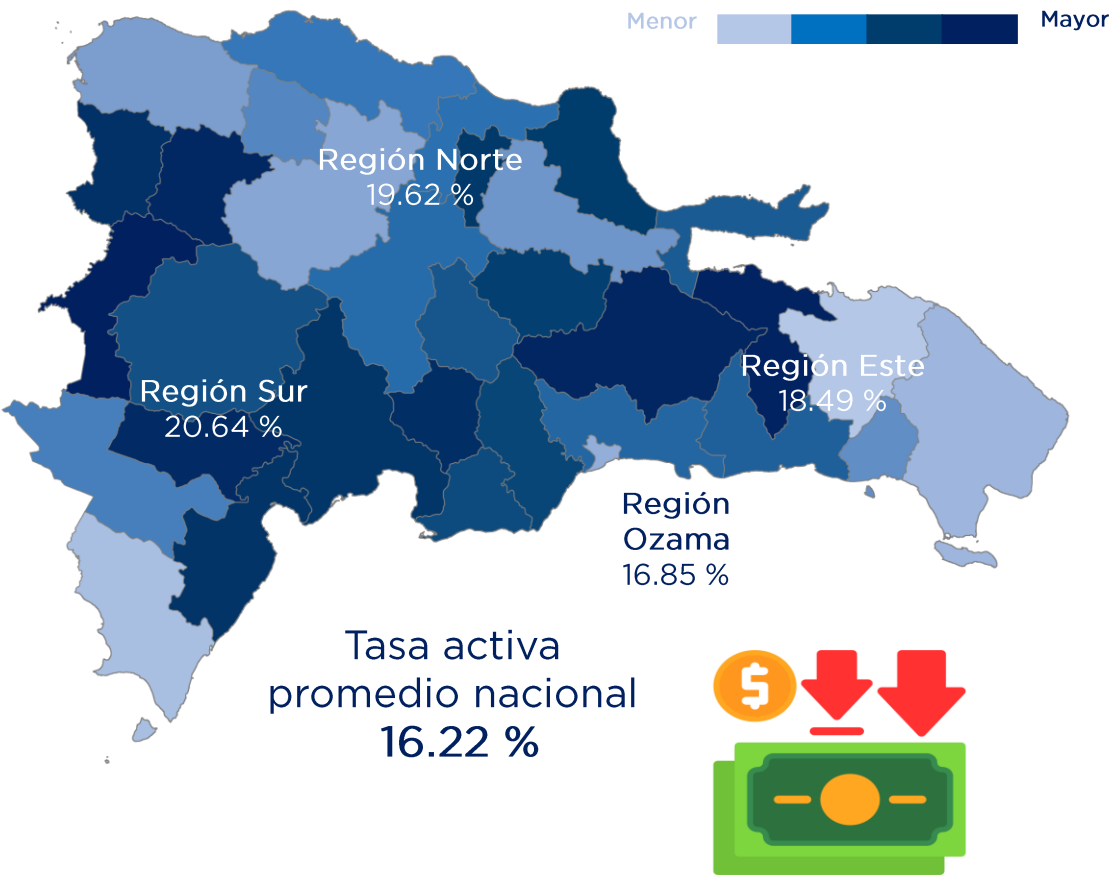 Menor
Mayor
Región Norte
19.62 %
Región Este
18.49 %
Región Sur
20.64 %
Región
Ozama
16.85 %
Tasa activa
promedio nacional
16.22 %
$